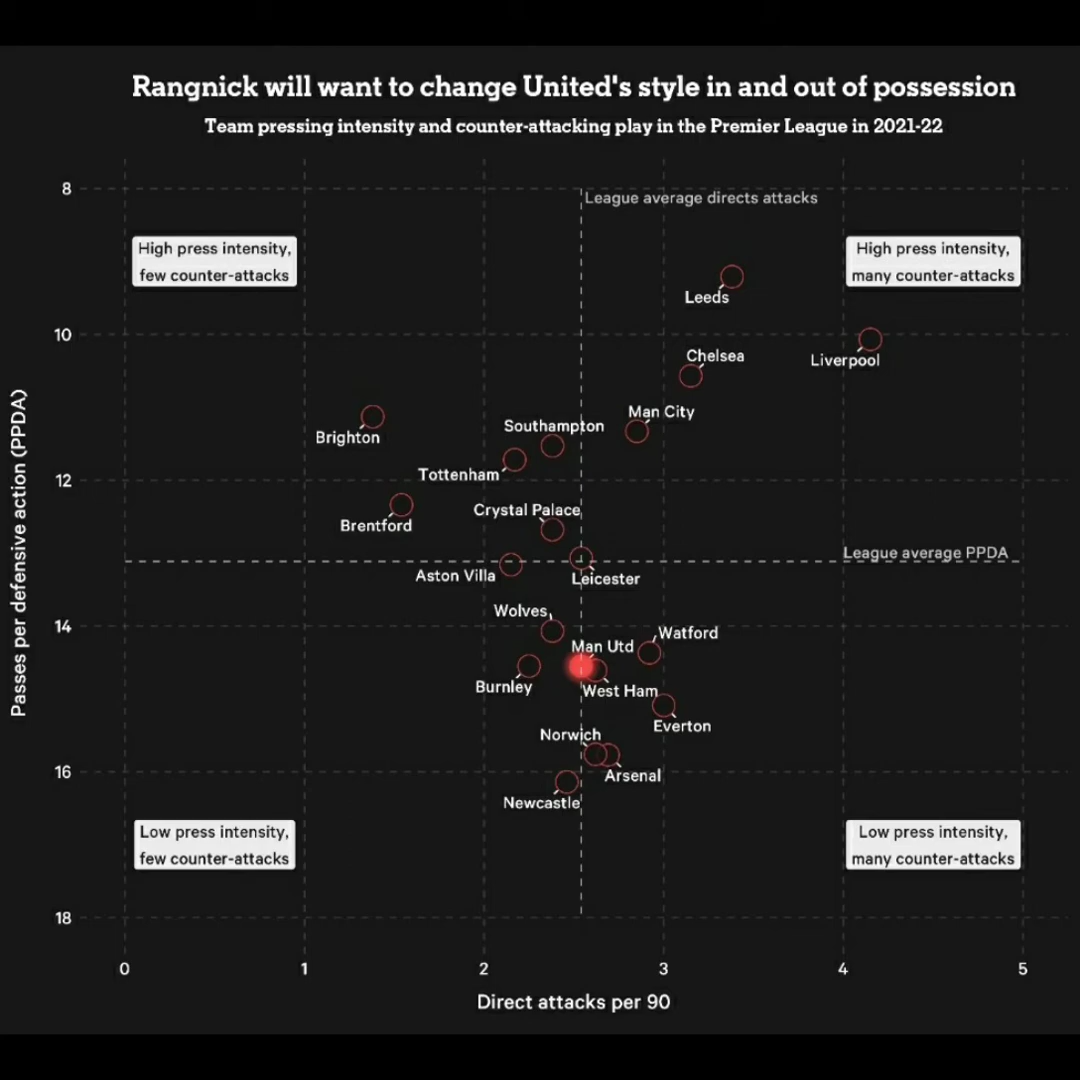 Rangnick will want to change United's style in and out of possession
Team pressing intensity and counter-attacking play in the Premier League in 2021-22
8
League average directs attacks
High press intensity,
few counter-attacks
High press intensity,
many counter-attacks
Leeds
10
Chelsea
Liverpool
Man City
Brighton
Southampton
Tottenham
12
Crystal Palace
Brentford
League average PPDA
Aston Villa
Leicester
Wolves
14
Watford
Man Utd
Burnley
West Ham
Everton
Norwich
16
Arsenal
Newcastle
Low press intensity,
few counter-attacks
Low press intensity,
many counter-attacks
18
Passes per defensive action (PPDA)
0 1 2 3 4 5
Direct attacks per 90